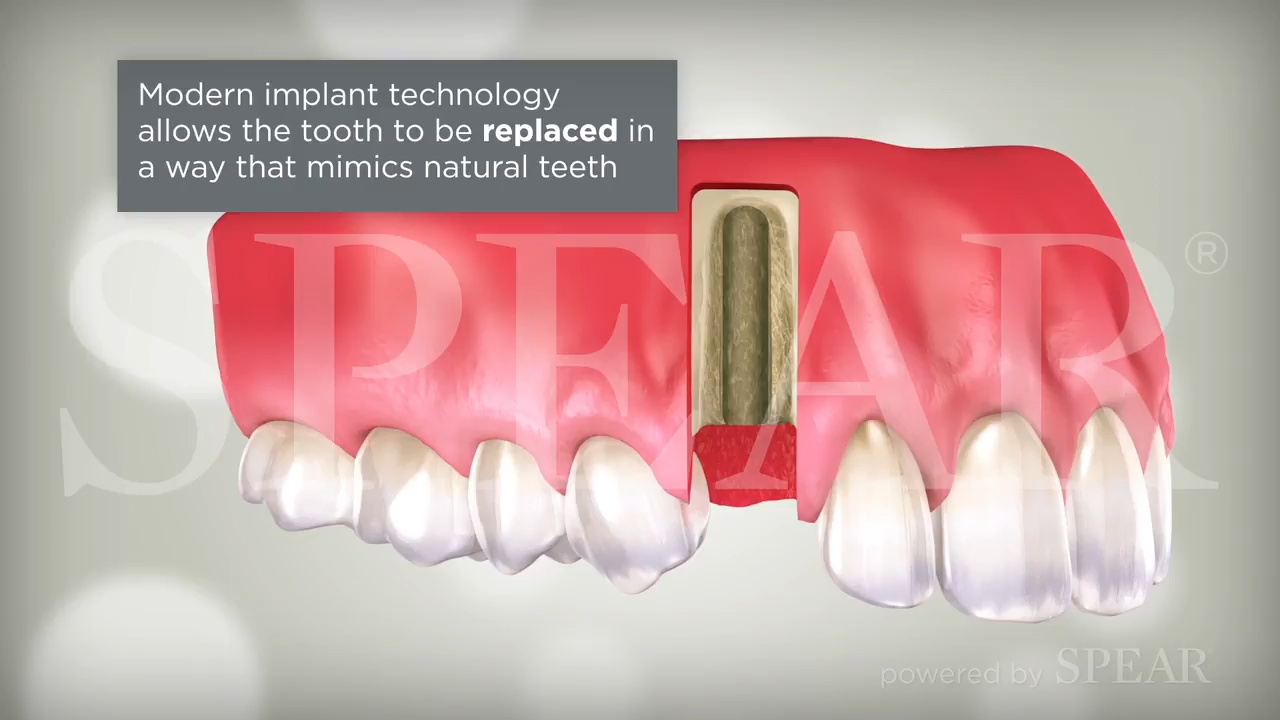 Modern implant technology
allows the tooth to be replaced in
a way that mimics natural teeth
SPEAR®
powered by SPEAR®